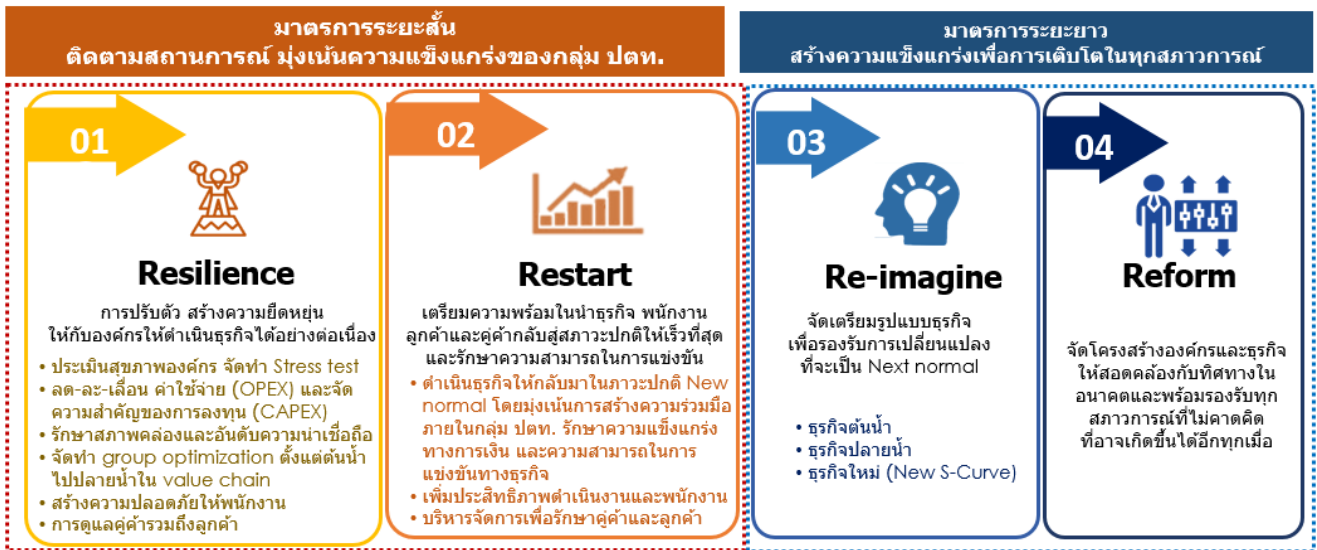 มาตรการระยะสั้น
ติดตามสถานการณ์ มุ่งเน้นความแข็งแกร่งของกลุ่ม ปตท.
มาตรการระยะยาว
สร้างความแข็งแกร่งเพื่อการเติบโตในทุกสภาวการณ์
01
Resilience
การปรับตัว สร้างความยืดหยุ่น
ให้กับองค์กรให้ดำเนินธุรกิจได้อย่างต่อเนื่อง
• ประเมินสุขภาพองค์กร จัดทำ Stress test
• ลด-ละ-เลื่อน ค่าใช้จ่าย (OPEX) และจัด
ความสำคัญของการลงทุน (CAPEX)
• รักษาสภาพคล่องและอันดับความน่าเชื่อถือ
• จัดทำ group optimization ตั้งแต่ต้นน้ำ
ไปปลายน้ำใน value chain
• สร้างความปลอดภัยให้พนักงาน
• การดูแลคู่ค้ารวมถึงลูกค้า
02
Restart
เตรียมความพร้อมในนำธุรกิจ พนักงาน
ลูกค้าและคู่ค้ากลับสู่สภาวะปกติให้เร็วที่สุด
และรักษาความสามารถในการแข่งขัน
• ดำเนินธุรกิจให้กลับมาในภาวะปกติ New
normal โดยมุ่งเน้นการสร้างความร่วมมือ
ภายในกลุ่ม ปตท. รักษาความแข็งแกร่ง
ทางการเงิน และความสามารถในการ
แข่งขันทางธุรกิจ
• เพิ่มประสิทธิภาพดำเนินงานและพนักงาน
• บริหารจัดการเพื่อรักษาคู่ค้าและลูกค้า
03
Re-imagine
จัดเตรียมรูปแบบธุรกิจ
เพื่อรองรับการเปลี่ยนแปลง
ที่จะเป็น Next normal
• ธุรกิจต้นน้ำ
• ธุรกิจปลายน้ำ
• ธุรกิจใหม่ (New S-Curve)
04
Reform
จัดโครงสร้างองค์กรและธุรกิจ
ให้สอดคล้องกับทิศทางใน
อนาคตและพร้อมรองรับทุก
สภาวการณ์ที่ไม่คาดคิด
ที่อาจเกิดขึ้นได้อีกทุกเมื่อ